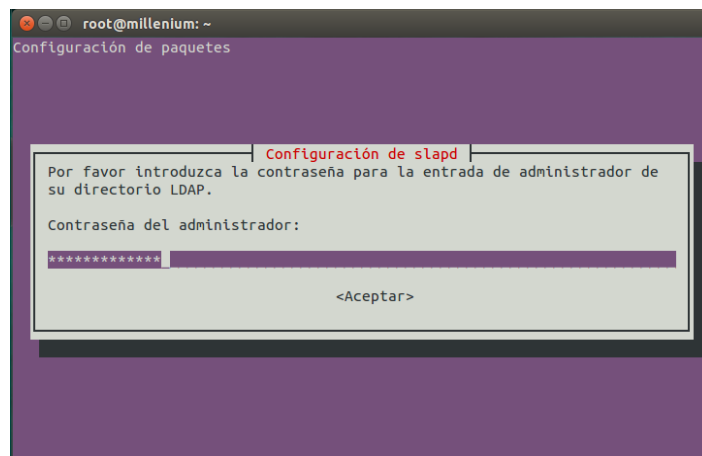 root@millenium: ~
Configuración de paquetes
Configuración de slapd
Por favor introduzca la contraseña para la entrada de administrador de
su directorio LDAP.
Contraseña del administrador:
*************_
<Aceptar>